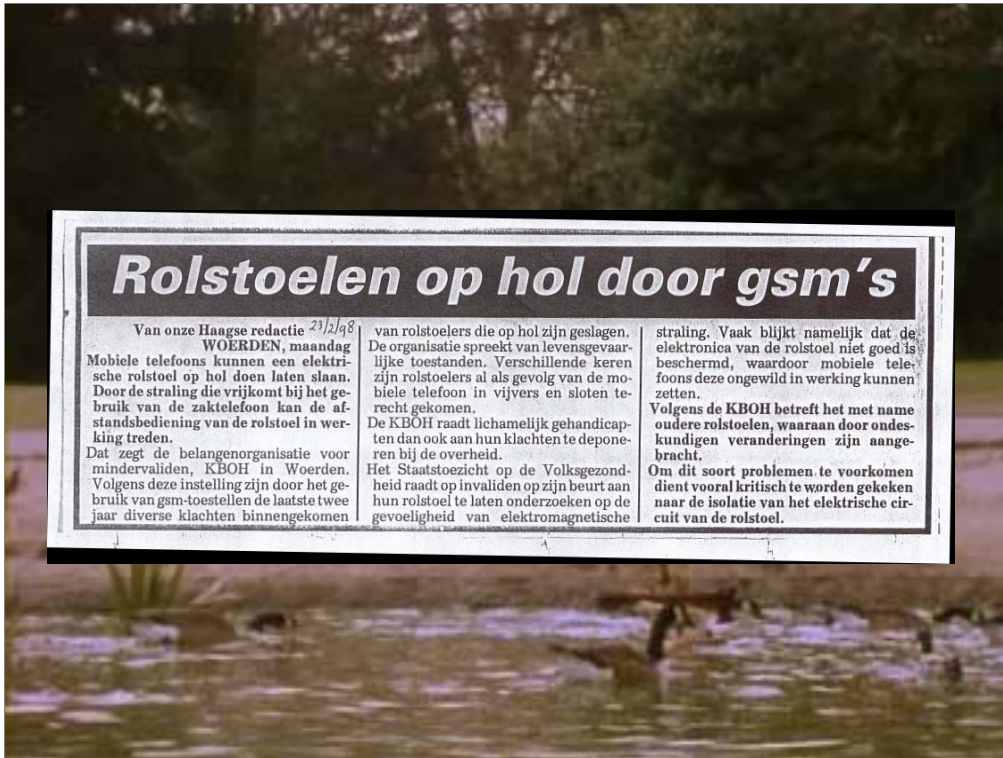 Rolstoelen op hol door gsm's
Van onze Haagse redactie 23/2/98
WOERDEN, maandag
Mobiele telefoons kunnen een elektri-
sche rolstoel op hol doen laten slaan.
Door de straling die vrijkomt bij het ge-
bruik van de zaktelefoon kan de af-
standsbediening van de rolstoel in wer-
king treden.
Dat zegt de belangenorganisatie voor
mindervaliden, KBOH in Woerden.
Volgens deze instelling zijn door het ge-
bruik van gsm-toestellen de laatste twee
jaar diverse klachten binnengekomen
van rolstoelers die op hol zijn geslagen.
De organisatie spreekt van levensgevaar-
lijke toestanden. Verschillende keren
zijn rolstoelers al als gevolg van de mo-
biele telefoon in vijvers en sloten te-
recht gekomen.
De KBOH raadt lichamelijk gehandicap-
ten dan ook aan hun klachten te depone-
ren bij de overheid.
Het Staatstoezicht op de Volksgezond-
heid raadt op invaliden op zijn beurt aan
hun rolstoel te laten onderzoeken op de
gevoeligheid van elektromagnetische
straling. Vaak blijkt namelijk dat de
elektronica van de rolstoel niet goed is
beschermd, waardoor mobiele tele-
foons deze ongewild in werking kunnen
zetten.
Volgens de KBOH betreft het met name
oudere rolstoelen, waaraan door ondes-
kundigen veranderingen zijn aange-
bracht.
Om dit soort problemen te voorkomen
dient vooral kritisch te worden gekeken
naar de isolatie van het elektrische cir-
cuit van de rolstoel.